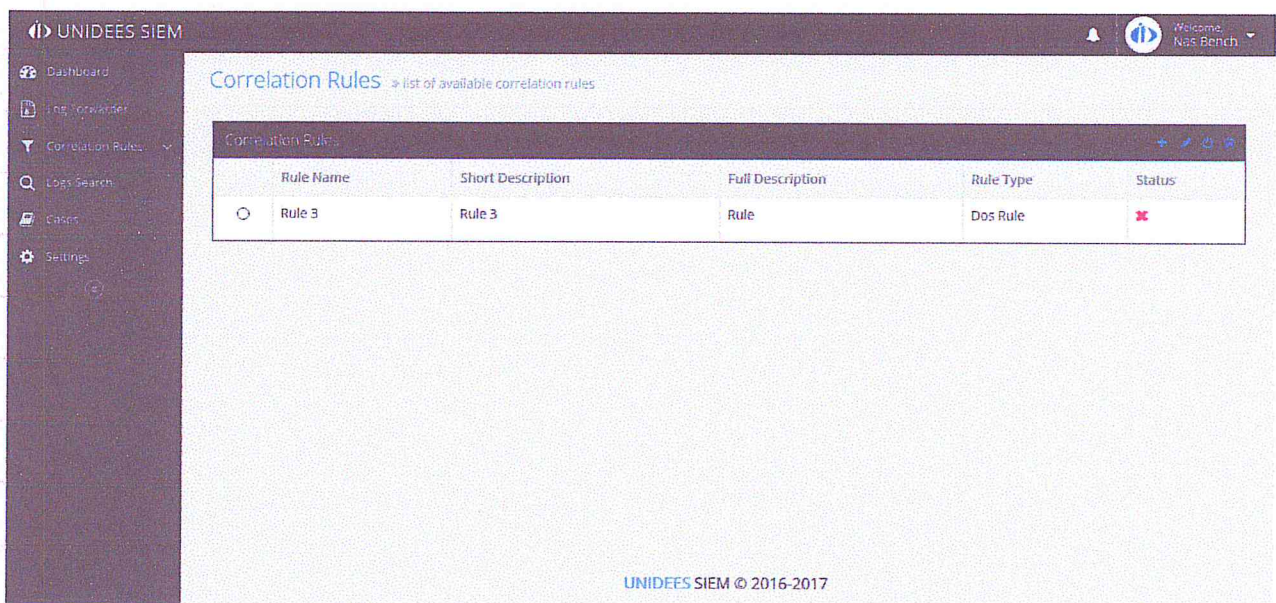 UNIDEES SIEM
Welcome,
Nas Bench
Dashboard
Log Forwarder
Correlation Rules
Logs Search
Cases
Settings
Correlation Rules » list of available correlation rules
Correlation Rules
Rule Name Short Description Full Description Rule Type Status
Rule 3 Rule 3 Rule Dos Rule
UNIDEES SIEM © 2016-2017